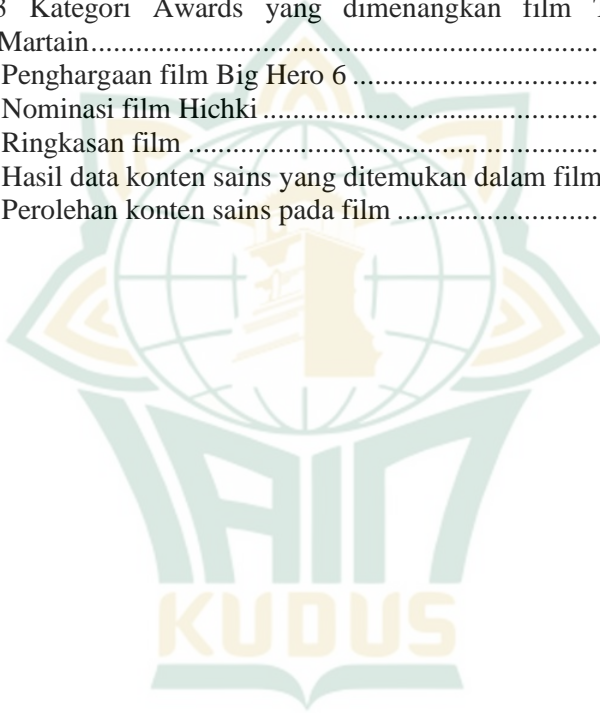 3 Kategori Awards yang dimenangkan film T
Martain................................................................................
Penghargaan film Big Hero 6 ................................
Nominasi film Hichki ................................................
Ringkasan film ..........................................................
Hasil data konten sains yang ditemukan dalam film
Perolehan konten sains pada film ..........................
IAIN
KUDUS